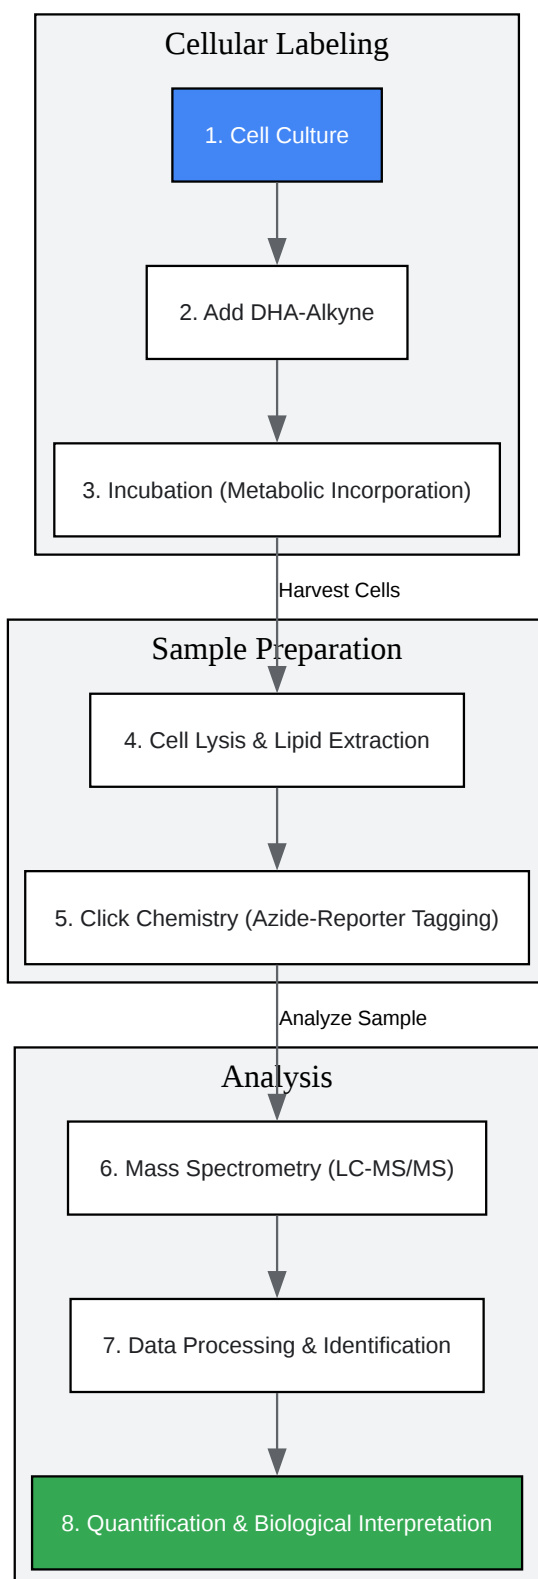 Cellular Labeling
1. Cell Culture
2. Add DHA-Alkyne
3. Incubation (Metabolic Incorporation)
Harvest Cells
Sample Preparation
4. Cell Lysis & Lipid Extraction
5. Click Chemistry (Azide-Reporter Tagging)
Analyze Sample
Analysis
6. Mass Spectrometry (LC-MS/MS)
7. Data Processing & Identification
8. Quantification & Biological Interpretation